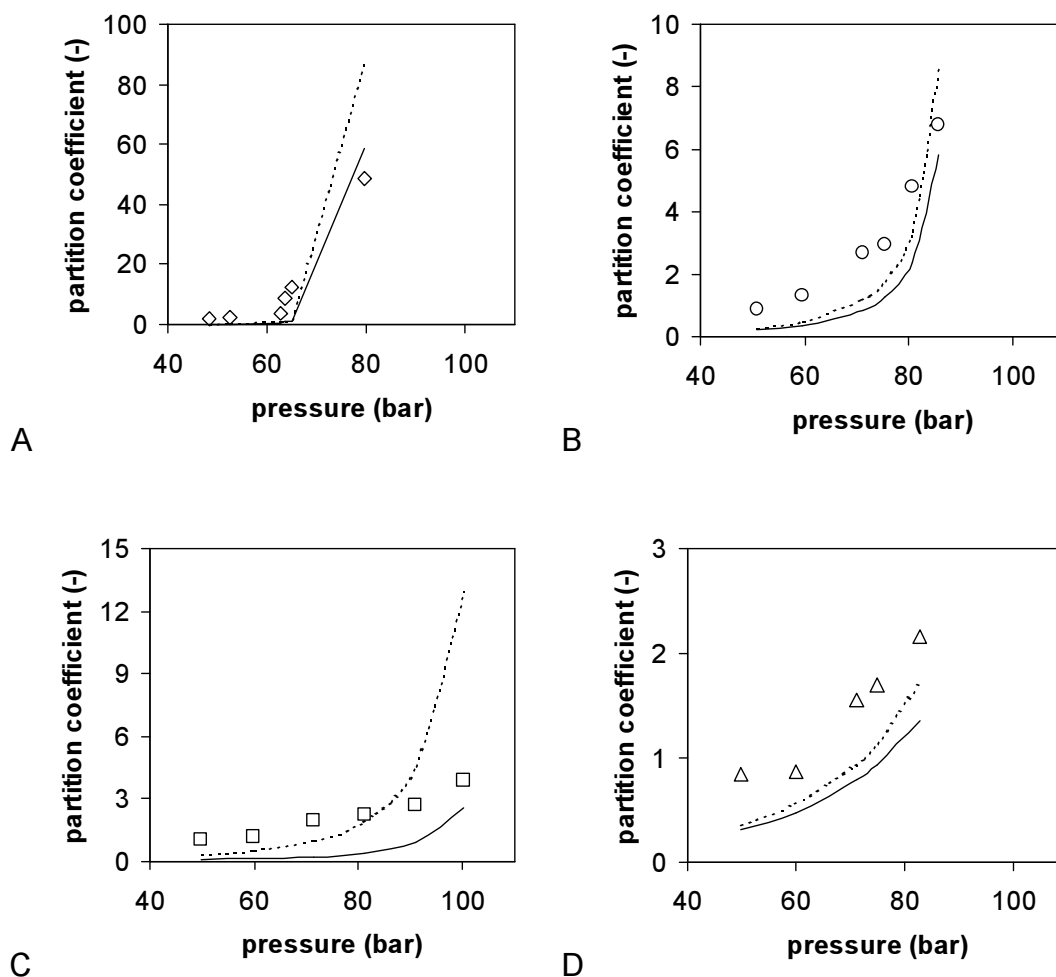 partition coefficient (-)
100
80
60
40
20
0
40 60 80 100
pressure (bar)
A
partition coefficient (-)
10
8
6
4
2
0
40 60 80 100
pressure (bar)
B
partition coefficient (-)
15
12
9
6
3
0
40 60 80 100
pressure (bar)
C
partition coefficient (-)
3
2
1
0
40 60 80 100
pressure (bar)
D